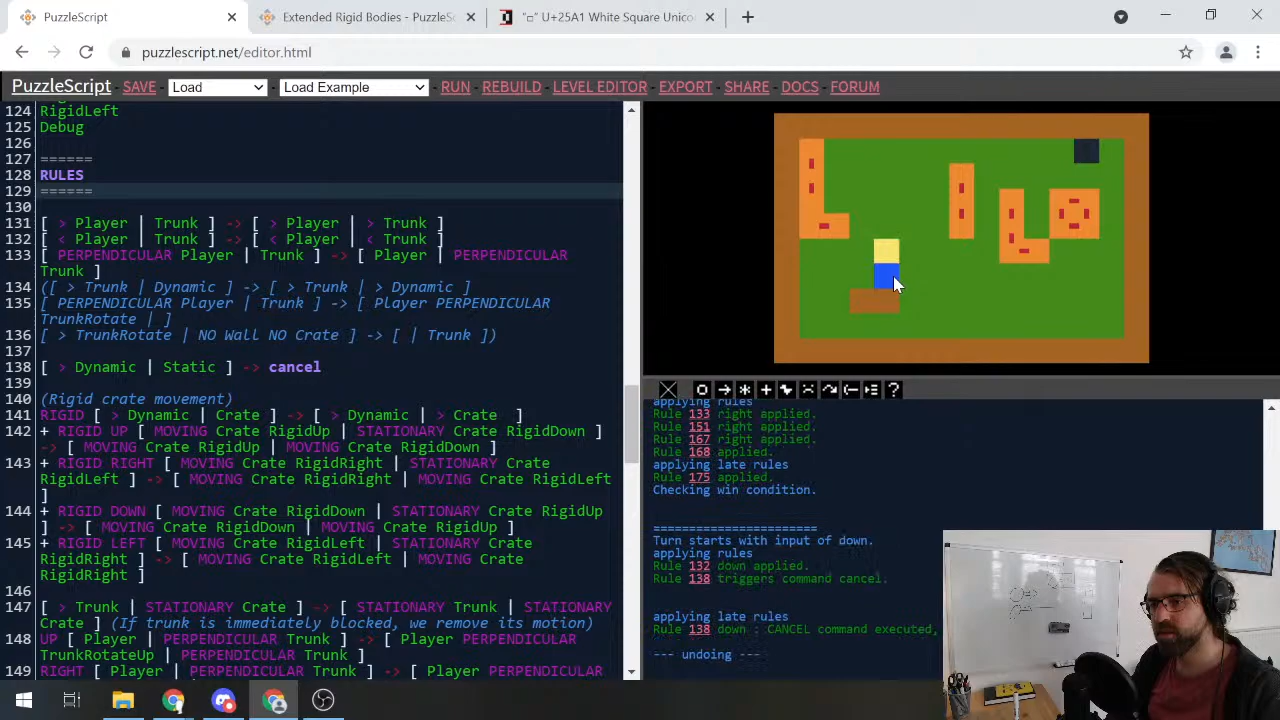 PuzzleScript
Extended Rigid Bodies - PuzzleS
"□" U+25A1 White Square Unico
puzzlescript.net/editor.html
PuzzleScript SAVE Load Load Example RUN REBUILD LEVEL EDITOR EXPORT SHARE DOCS FORUM
124 RigidLeft
125 Debug
126
127 ======
128 RULES
129 ======
130
131 [ > Player | Trunk ] -> [ > Player | > Trunk ]
132 [ < Player | Trunk ] -> [ < Player | < Trunk ]
133 [ PERPENDICULAR Player | Trunk ] -> [ Player | PERPENDICULAR
Trunk ]
134 ([ > Trunk | Dynamic ] -> [ > Trunk | > Dynamic ]
135 [ PERPENDICULAR Player | Trunk ] -> [ Player PERPENDICULAR
TrunkRotate | ]
136 [ > TrunkRotate | NO Wall NO Crate ] -> [ | Trunk ])
137
138 [ > Dynamic | Static ] -> cancel
139
140 (Rigid crate movement)
141 RIGID [ > Dynamic | Crate ] -> [ > Dynamic | > Crate ]
142 + RIGID UP [ MOVING Crate RigidUp | STATIONARY Crate RigidDown ]
-> [ MOVING Crate RigidUp | MOVING Crate RigidDown ]
143 + RIGID RIGHT [ MOVING Crate RigidRight | STATIONARY Crate
RigidLeft ] -> [ MOVING Crate RigidRight | MOVING Crate RigidLeft
]
144 + RIGID DOWN [ MOVING Crate RigidDown | STATIONARY Crate RigidUp
] -> [ MOVING Crate RigidDown | MOVING Crate RigidUp ]
145 + RIGID LEFT [ MOVING Crate RigidLeft | STATIONARY Crate
RigidRight ] -> [ MOVING Crate RigidLeft | MOVING Crate
RigidRight ]
146
147 [ > Trunk | STATIONARY Crate ] -> [ STATIONARY Trunk | STATIONARY
Crate ] (If trunk is immediately blocked, we remove its motion)
148 UP [ Player | PERPENDICULAR Trunk ] -> [ Player PERPENDICULAR
TrunkRotateUp | PERPENDICULAR Trunk ]
149 RIGHT [ Player | PERPENDICULAR Trunk ] -> [ Player PERPENDICULAR
applying rules
Rule 133 right applied.
Rule 151 right applied.
Rule 167 right applied.
Rule 168 applied.
applying late rules
Rule 175 applied.
Checking win condition.
=======================
Turn starts with input of down.
applying rules
Rule 132 down applied.
Rule 138 triggers command cancel.
applying late rules
Rule 138 down : CANCEL command executed,
--- undoing ---